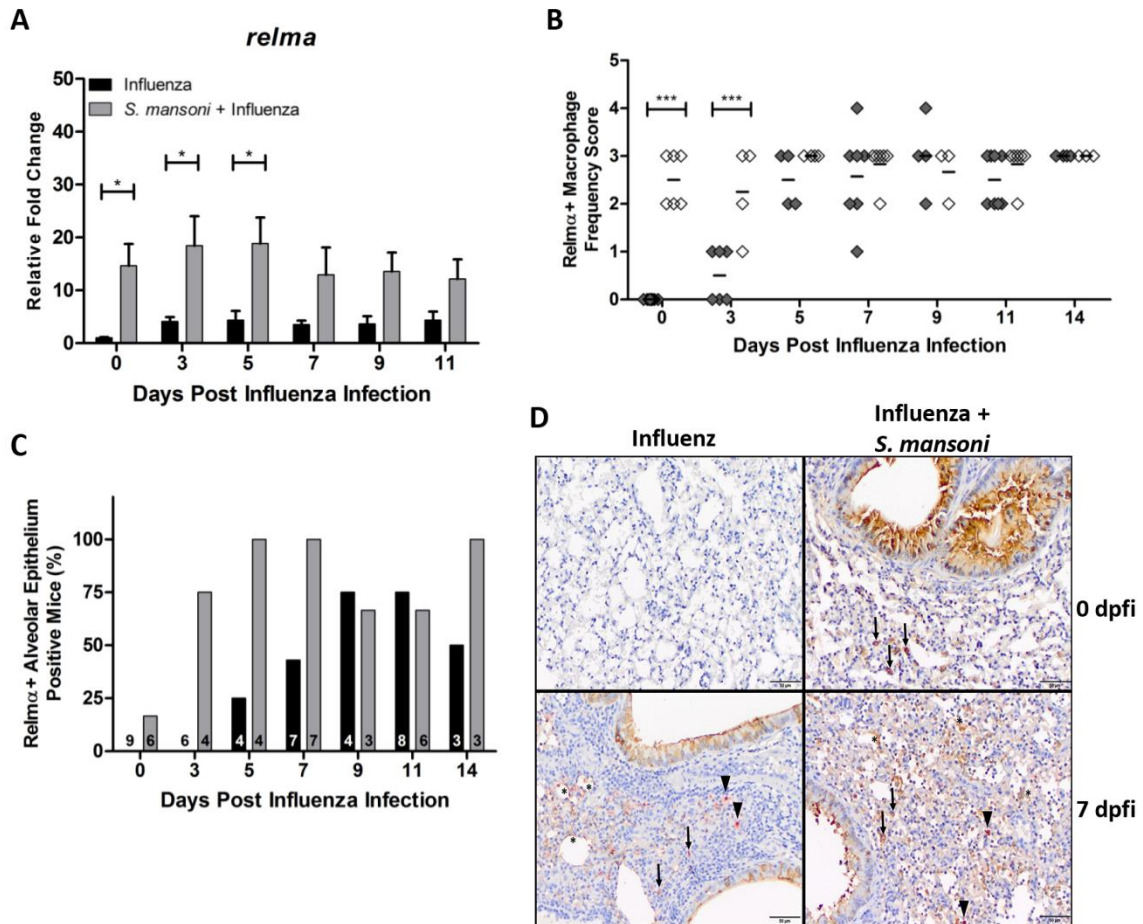 A
relma
Influenza
S. mansoni + Influenza
50
40
30
20
10
0
Relative Fold Change
* * *
0 3 5 7 9 11
Days Post Influenza Infection
B
*** ***
5
4
3
2
1
0
Relmα+ Macrophage
Frequency Score
0 3 5 7 9 11 14
Days Post Influenza Infection
C
100
75
50
25
0
Relmα+ Alveolar Epithelium
Positive Mice (%)
9 6 6 4 4 4 7 7 4 3 8 6 3 3
0 3 5 7 9 11 14
Days Post Influenza Infection
D
Influenz
Influenza +
S. mansoni
0 dpfi
7 dpfi
* * *
* * *